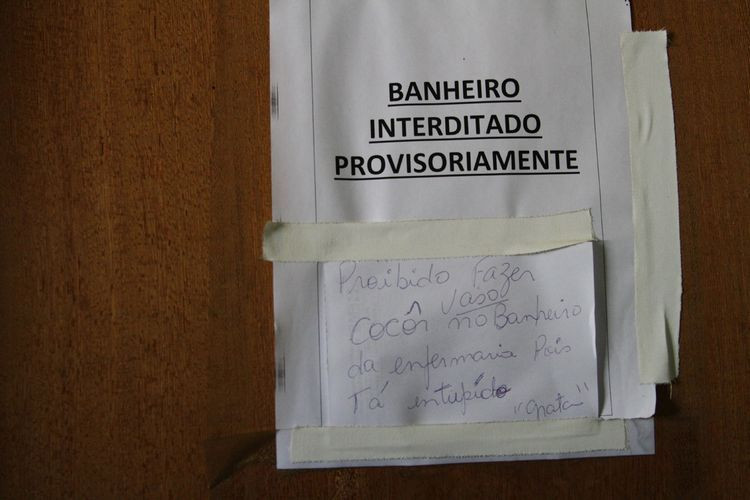 BANHEIRO
INTERDITADO
PROVISORIAMENTE
Proibido Fazer
cocô no Vaso Banheiro
da enfermaria Pois
Tá entupido
"Grata"